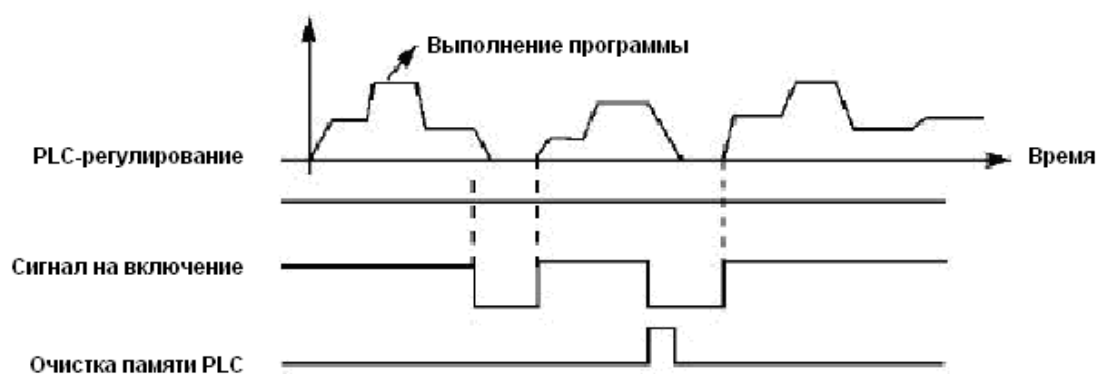 Выполнение программы
PLC-регулирование
Время
Сигнал на включение
Очистка памяти PLC